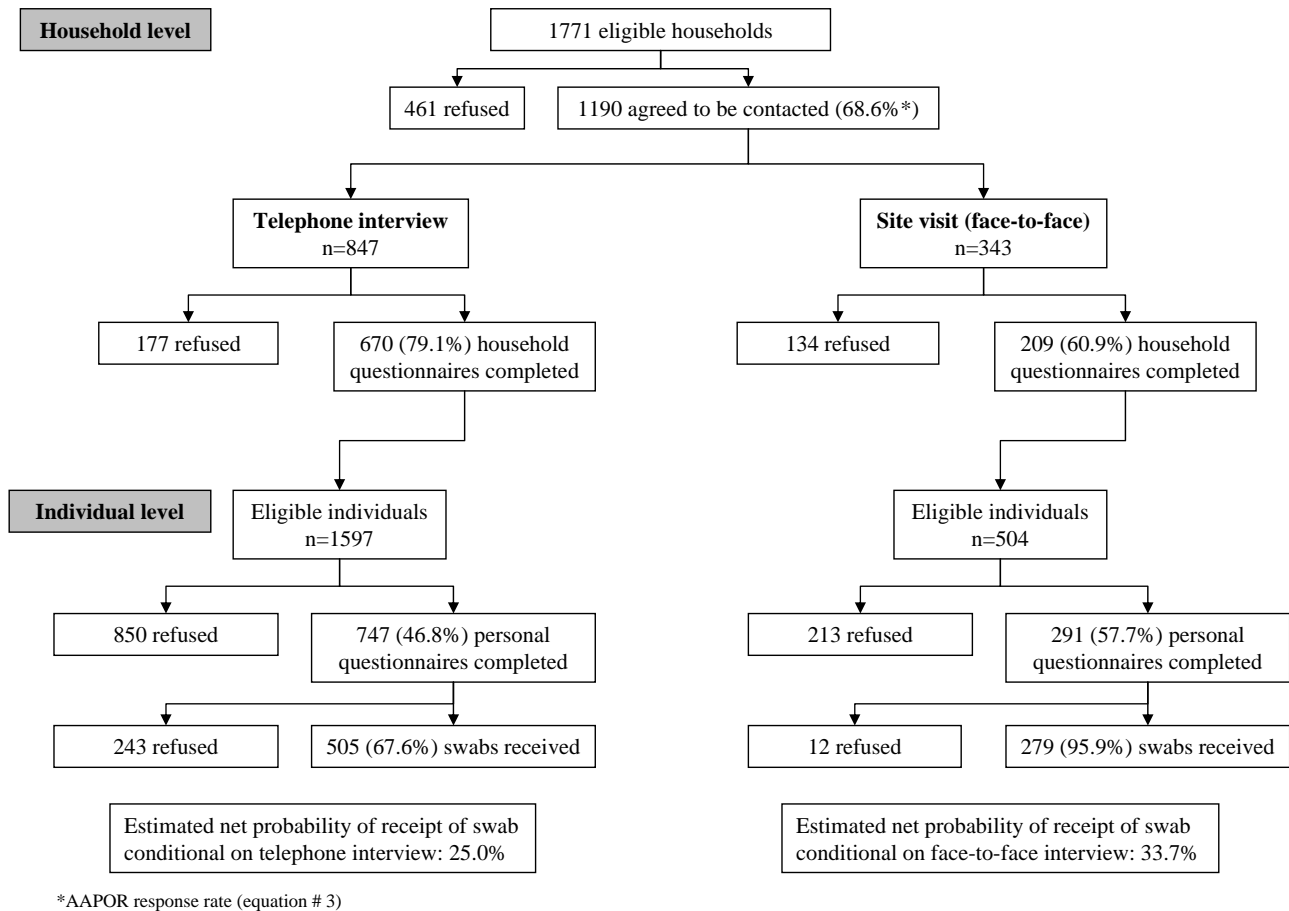 Household level
1771 eligible households
461 refused
1190 agreed to be contacted (68.6%*)
Telephone interview
n=847
Site visit (face-to-face)
n=343
177 refused
670 (79.1%) household
questionnaires completed
134 refused
209 (60.9%) household
questionnaires completed
Individual level
Eligible individuals
n=1597
Eligible individuals
n=504
850 refused
747 (46.8%) personal
questionnaires completed
213 refused
291 (57.7%) personal
questionnaires completed
243 refused
505 (67.6%) swabs received
12 refused
279 (95.9%) swabs received
Estimated net probability of receipt of swab
conditional on telephone interview: 25.0%
Estimated net probability of receipt of swab
conditional on face-to-face interview: 33.7%
*AAPOR response rate (equation # 3)